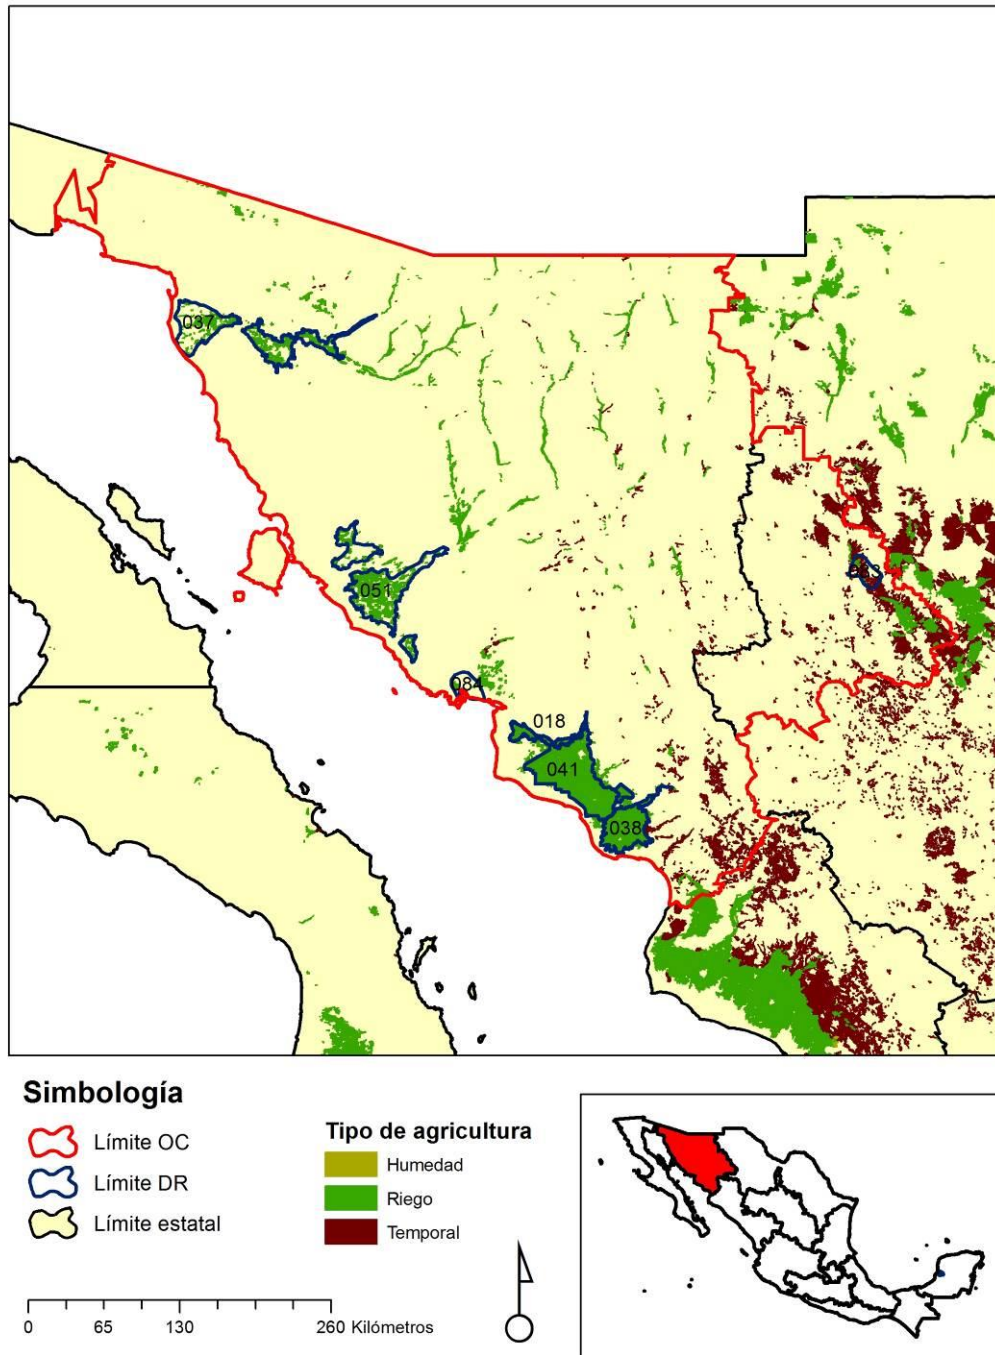 037
051
084
018
041
038
Simbología
Límite OC
Límite DR
Límite estatal
Tipo de agricultura
Humedad
Riego
Temporal
0 65 130 260 Kilómetros